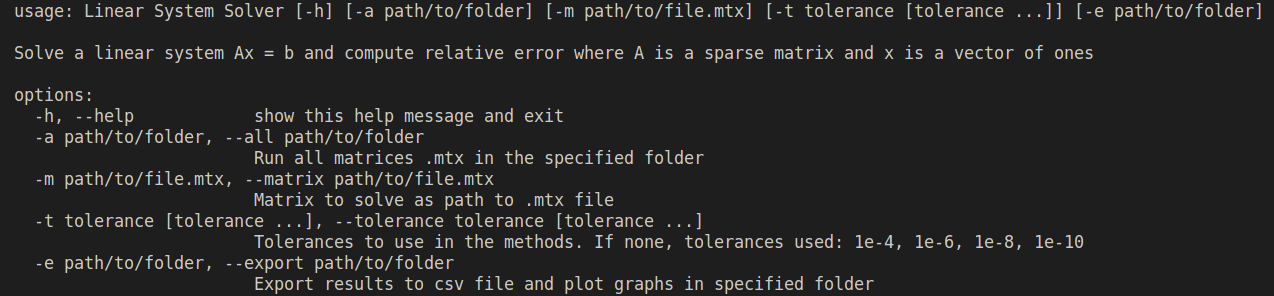 usage: Linear System Solver [-h] [-a path/to/folder] [-m path/to/file.mtx] [-t tolerance [tolerance ...]] [-e path/to/folder]
Solve a linear system Ax = b and compute relative error where A is a sparse matrix and x is a vector of ones
options:
-h, --help show this help message and exit
-a path/to/folder, --all path/to/folder
Run all matrices .mtx in the specified folder
-m path/to/file.mtx, --matrix path/to/file.mtx
Matrix to solve as path to .mtx file
-t tolerance [tolerance ...], --tolerance tolerance [tolerance ...]
Tolerances to use in the methods. If none, tolerances used: 1e-4, 1e-6, 1e-8, 1e-10
-e path/to/folder, --export path/to/folder
Export results to csv file and plot graphs in specified folder